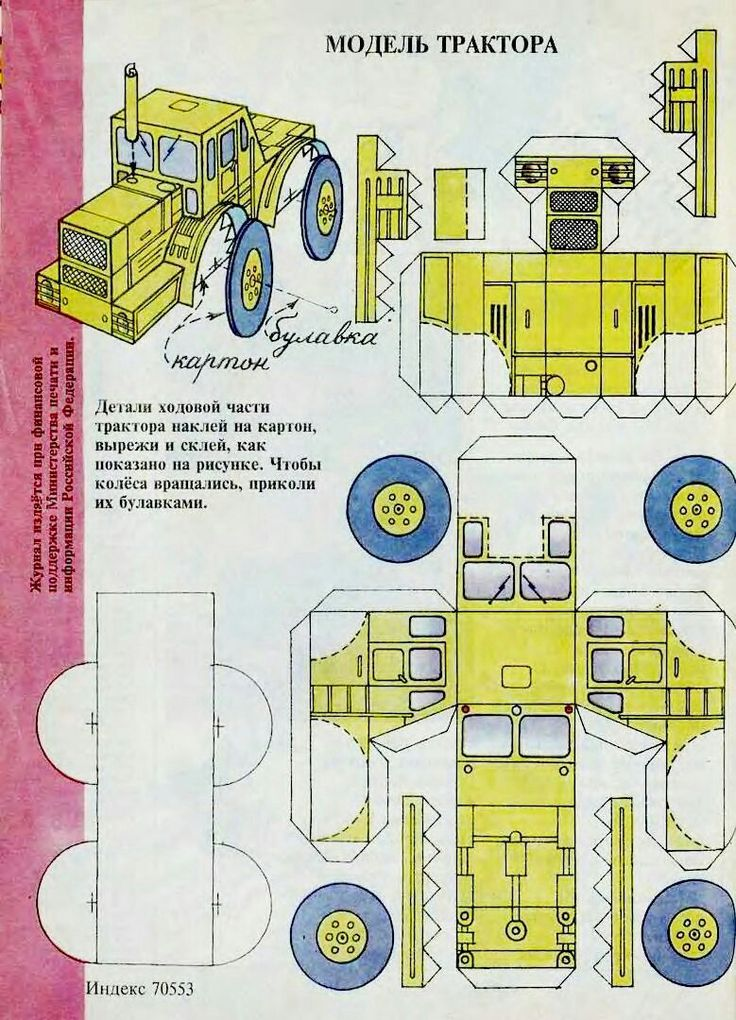 МОДЕЛЬ ТРАКТОРА
булавка
картон
Детали ходовой части
трактора наклей на картон,
вырежи и склей, как
показано на рисунке. Чтобы
колёса вращались, приколи
их булавками.
Журнал издаётся при финансовой
поддержке Министерства печати и
информации Российской Федерации.
Индекс 70553